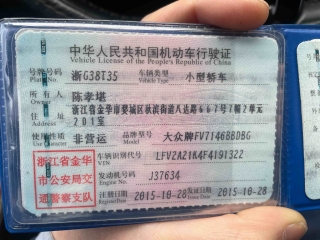 中华人民共和国机动车行驶证
Vehicle License of the People's Republic of China
号牌号码 浙G38T35 车辆类型 小型轿车
Plate No. Vehicle Type
所有人 陈孝堪
Owner
住址 浙江省金华市婺城区秋滨街道八达路667号7幢2单元
Address 201室
使用性质 非营运 品牌型号 大众牌FV7146BBDBG
Use Character Model
浙江省金华 车辆识别代号 LFV2A21K4F4191322
VIN
市公安局交 发动机号码 J37634
Engine No.
通警察支队 注册日期 2015-10-28 2015-10-28
Register Date